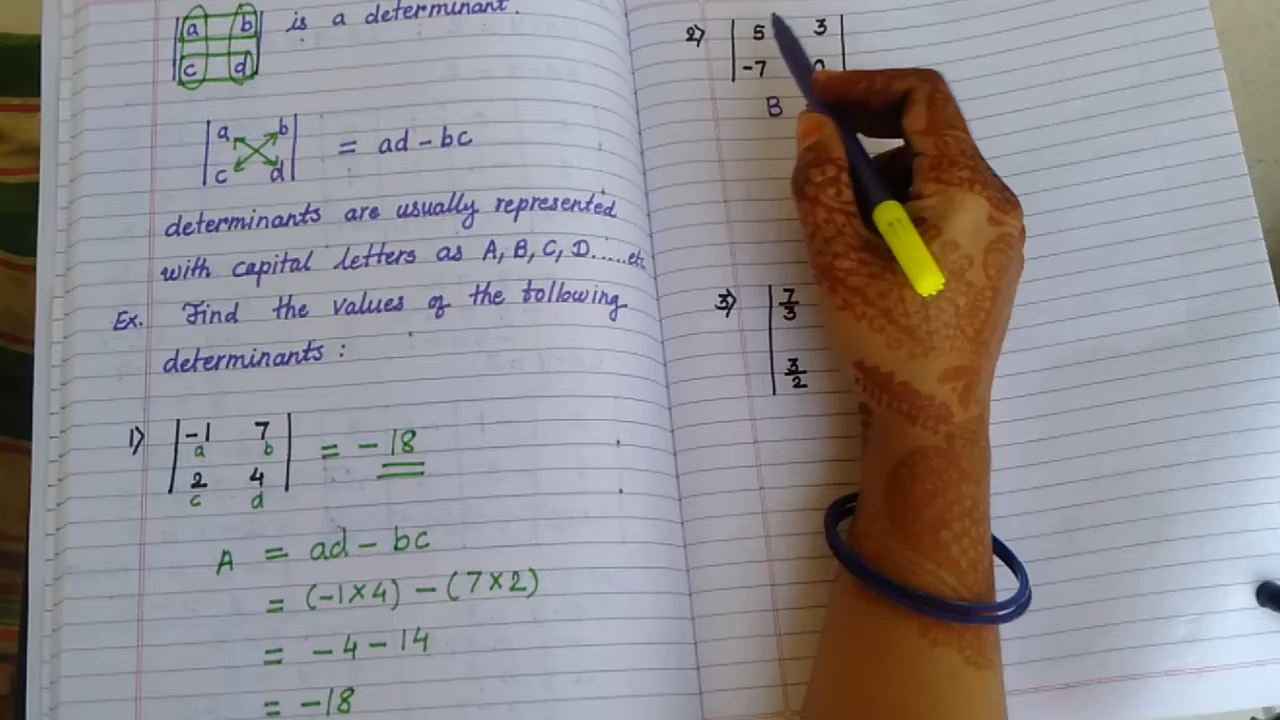 a b
c d
is a determinant.
a b
c d
= ad - bc
determinants are usually represented
with capital letters as A, B, C, D.....etc
Ex. Find the values of the following
determinants :
1) -1 7 = -18
a b
2 4
c d
A = ad - bc
= (-1×4) - (7×2)
= -4 - 14
= -18
2) 5 3
-7
B
3) 7/3
3/2